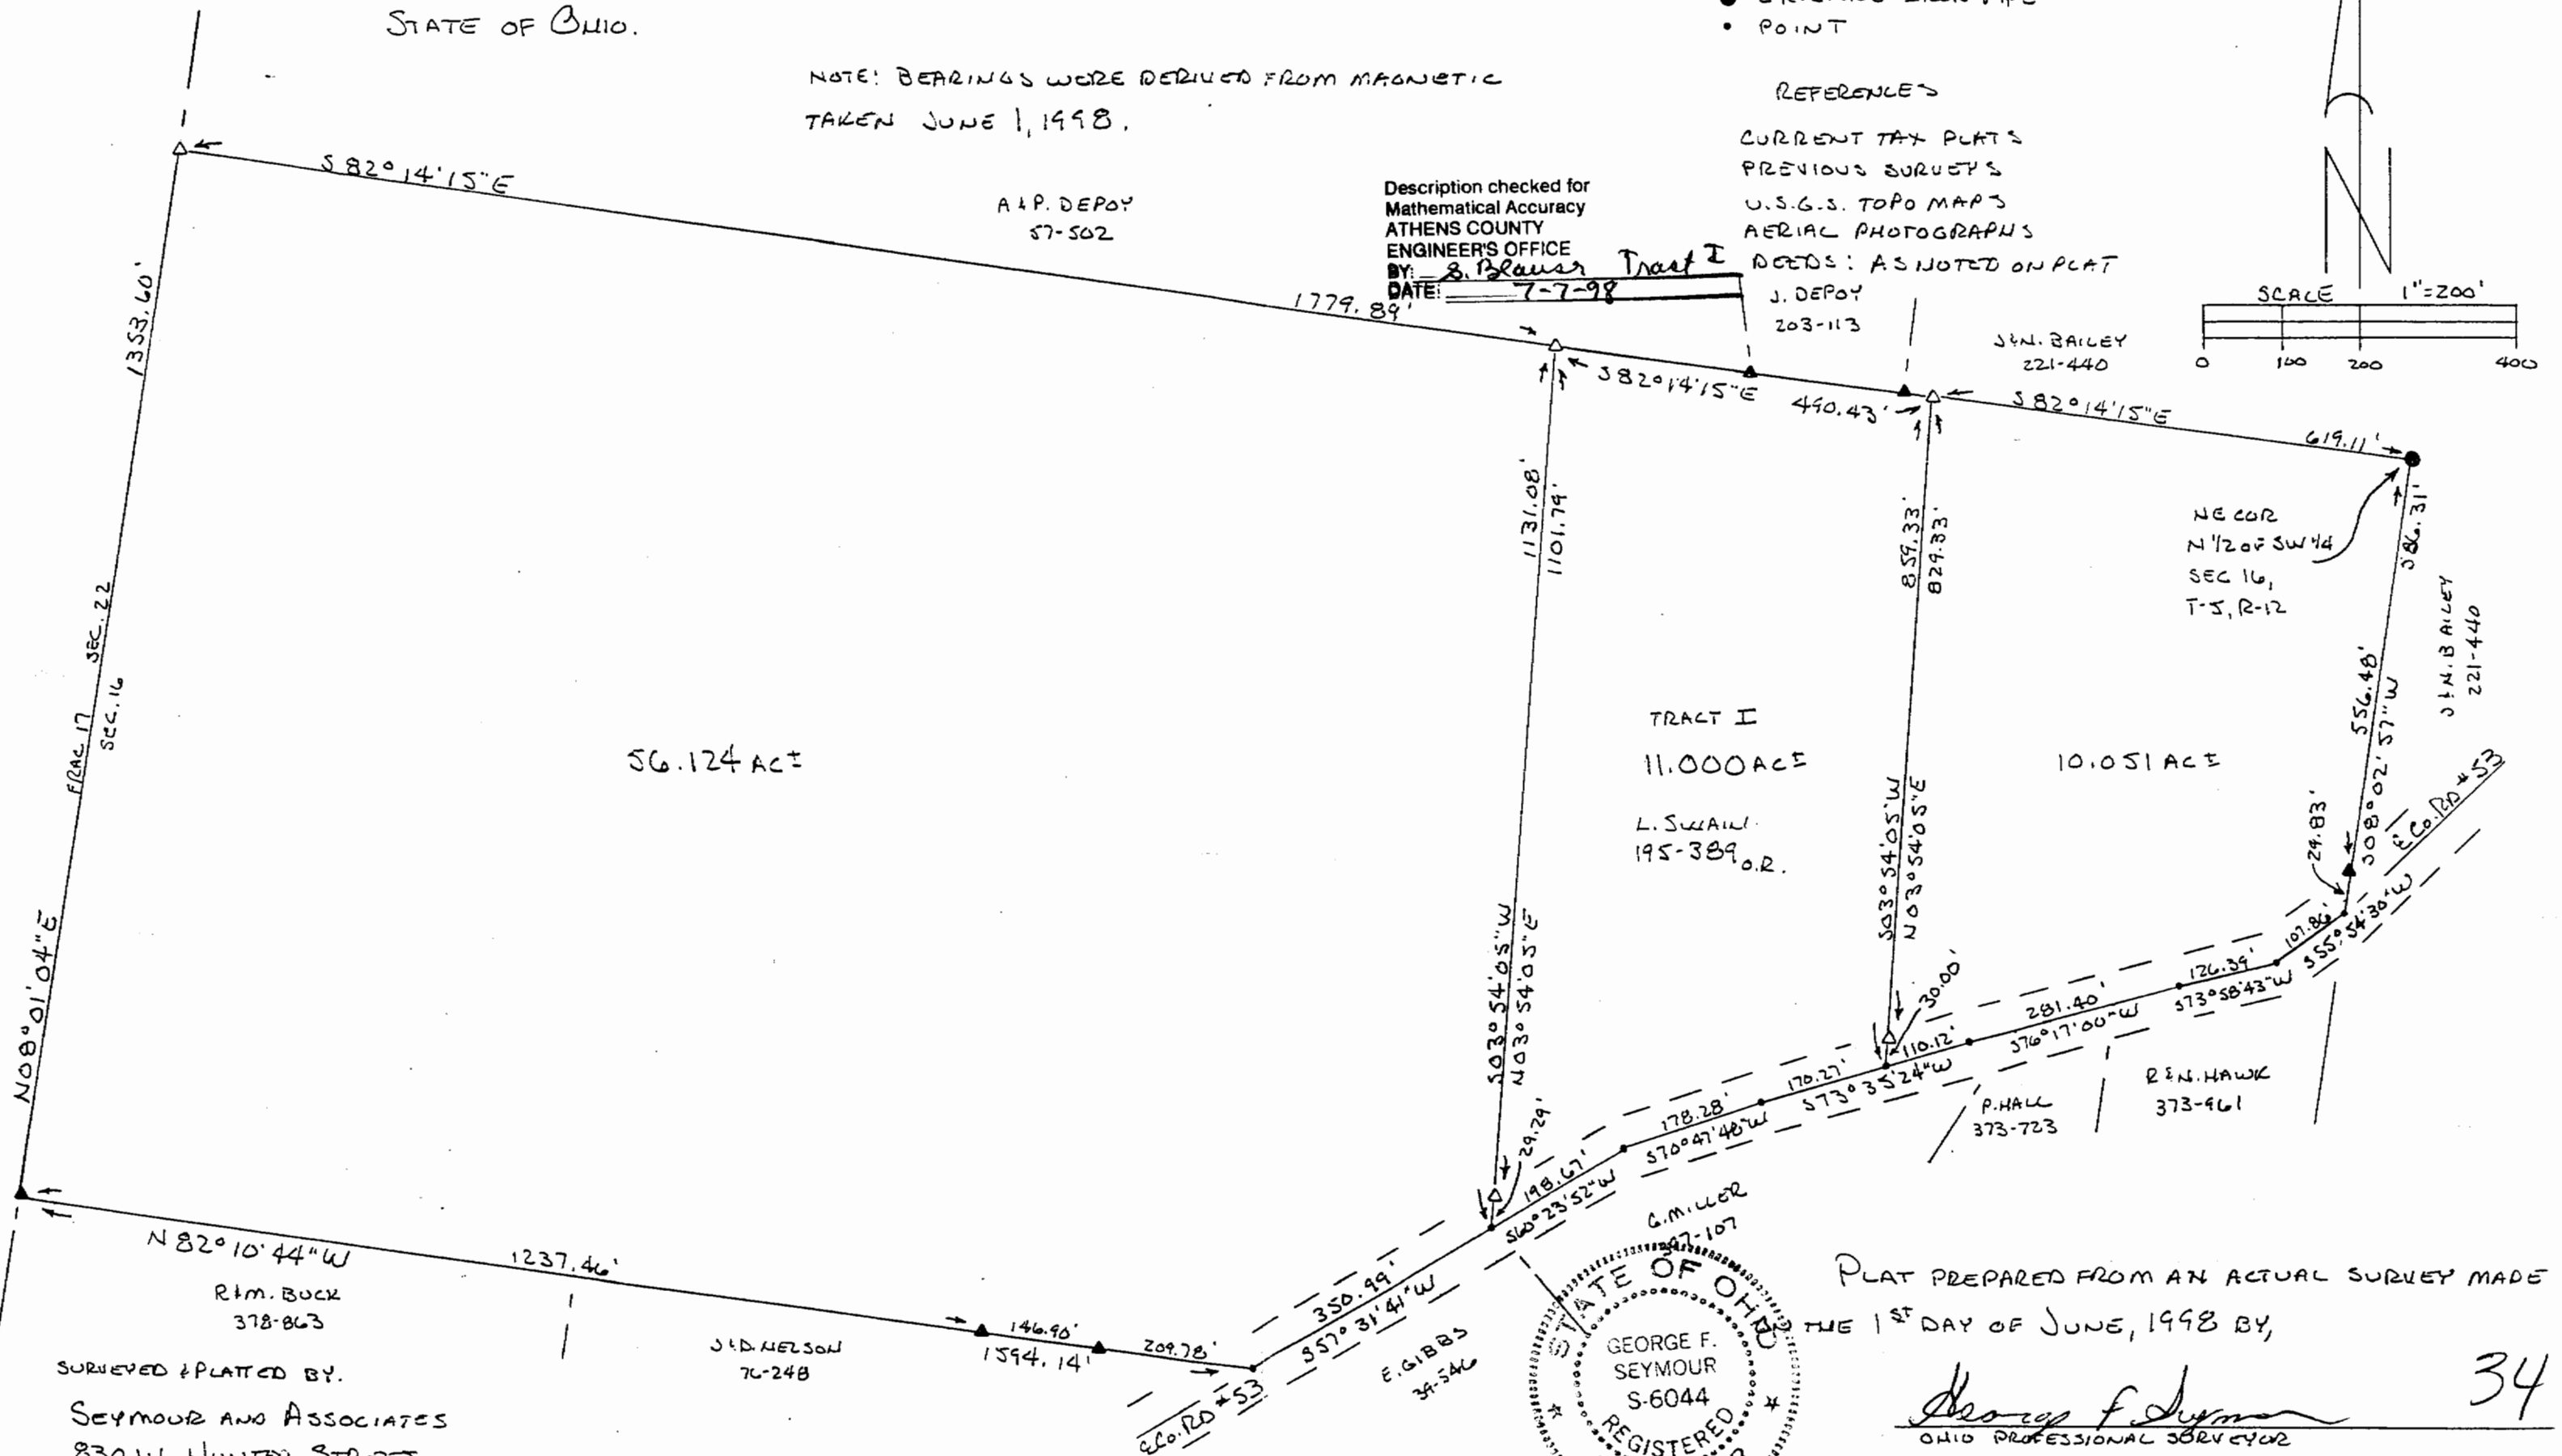 STATE OF OHIO.
POINT
NOTE: BEARINGS WERE DERIVED FROM MAGNETIC
TAKEN JUNE 1, 1998.
REFERENCES
CURRENT TAX PLATS
PREVIOUS SURVEYS
U.S.G.S. TOPO MAPS
AERIAL PHOTOGRAPHS
DEEDS: AS NOTED ON PLAT
N
SCALE 1"=200'
0 100 200 400
Description checked for
Mathematical Accuracy
ATHENS COUNTY
ENGINEER'S OFFICE
BY: S. Blauser Tract I
DATE: 7-7-98
S 82° 14' 15" E
A & P. DEPOY
57-502
1779.89'
J. DEPOY
203-113
J & N. BAILEY
221-440
S 82° 14' 15" E
490.43'
S 82° 14' 15" E
619.11'
1353.60'
FRAC 17 SEC. 22
SEC. 16
N 08° 01' 04" E
56.124 AC ±
1131.08'
1101.79'
S 03° 54' 05" W
N 03° 54' 05" E
29.29'
TRACT I
11.000 AC ±
L. SWAIM
195-389 O.R.
859.33'
829.33'
S 03° 54' 05" W
N 03° 54' 05" E
30.00'
10.051 AC ±
NE COR
N 1/2 OF SW 1/4
SEC 16,
T-5, R-12
586.31'
556.48'
S 08° 02' 57" W
29.83'
J & N. BAILEY
221-440
℄ Co. RD #53
107.86'
S 55° 54' 30" W
126.39'
S 73° 58' 43" W
281.40'
S 76° 17' 00" W
110.12'
170.27'
S 73° 35' 24" W
178.28'
S 70° 47' 48" W
198.67'
S 60° 23' 52" W
350.99'
S 57° 31' 41" W
℄ Co. RD #53
R & N. HAWK
373-961
P. HALL
373-723
G. MILLER
-107
E. GIBBS
39-546
N 82° 10' 44" W
1237.46'
146.90'
209.78'
1594.14'
R & M. BUCK
378-863
J & D. NELSON
76-248
SURVEYED & PLATTED BY.
SEYMOUR AND ASSOCIATES
830 W. HUNTER STREET
STATE OF OHIO
GEORGE F.
SEYMOUR
S-6044
REGISTERED
PLAT PREPARED FROM AN ACTUAL SURVEY MADE
THE 1ST DAY OF JUNE, 1998 BY,
George F Seymour
OHIO PROFESSIONAL SURVEYOR
34